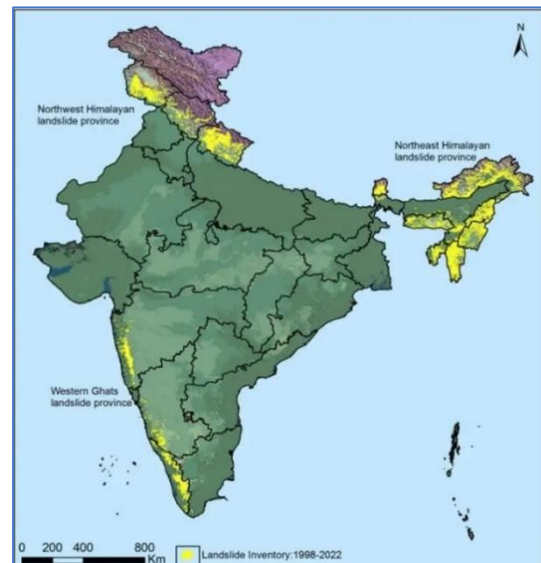 N
Northwest Himalayan
landslide province
Northeast Himalayan
landslide province
Western Ghats
landslide province
0 200 400 800
Km
Landslide Inventory:1998-2022